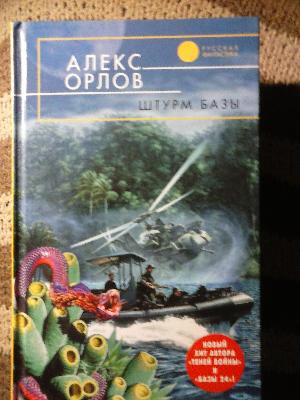 АЛЕКС
ОРЛОВ
РУССКАЯ
ФАНТАСТИКА
ШТУРМ БАЗЫ
НОВЫЙ
ХИТ АВТОРА
«ТЕНЕЙ ВОЙНЫ»
И
«БАЗЫ 24»!